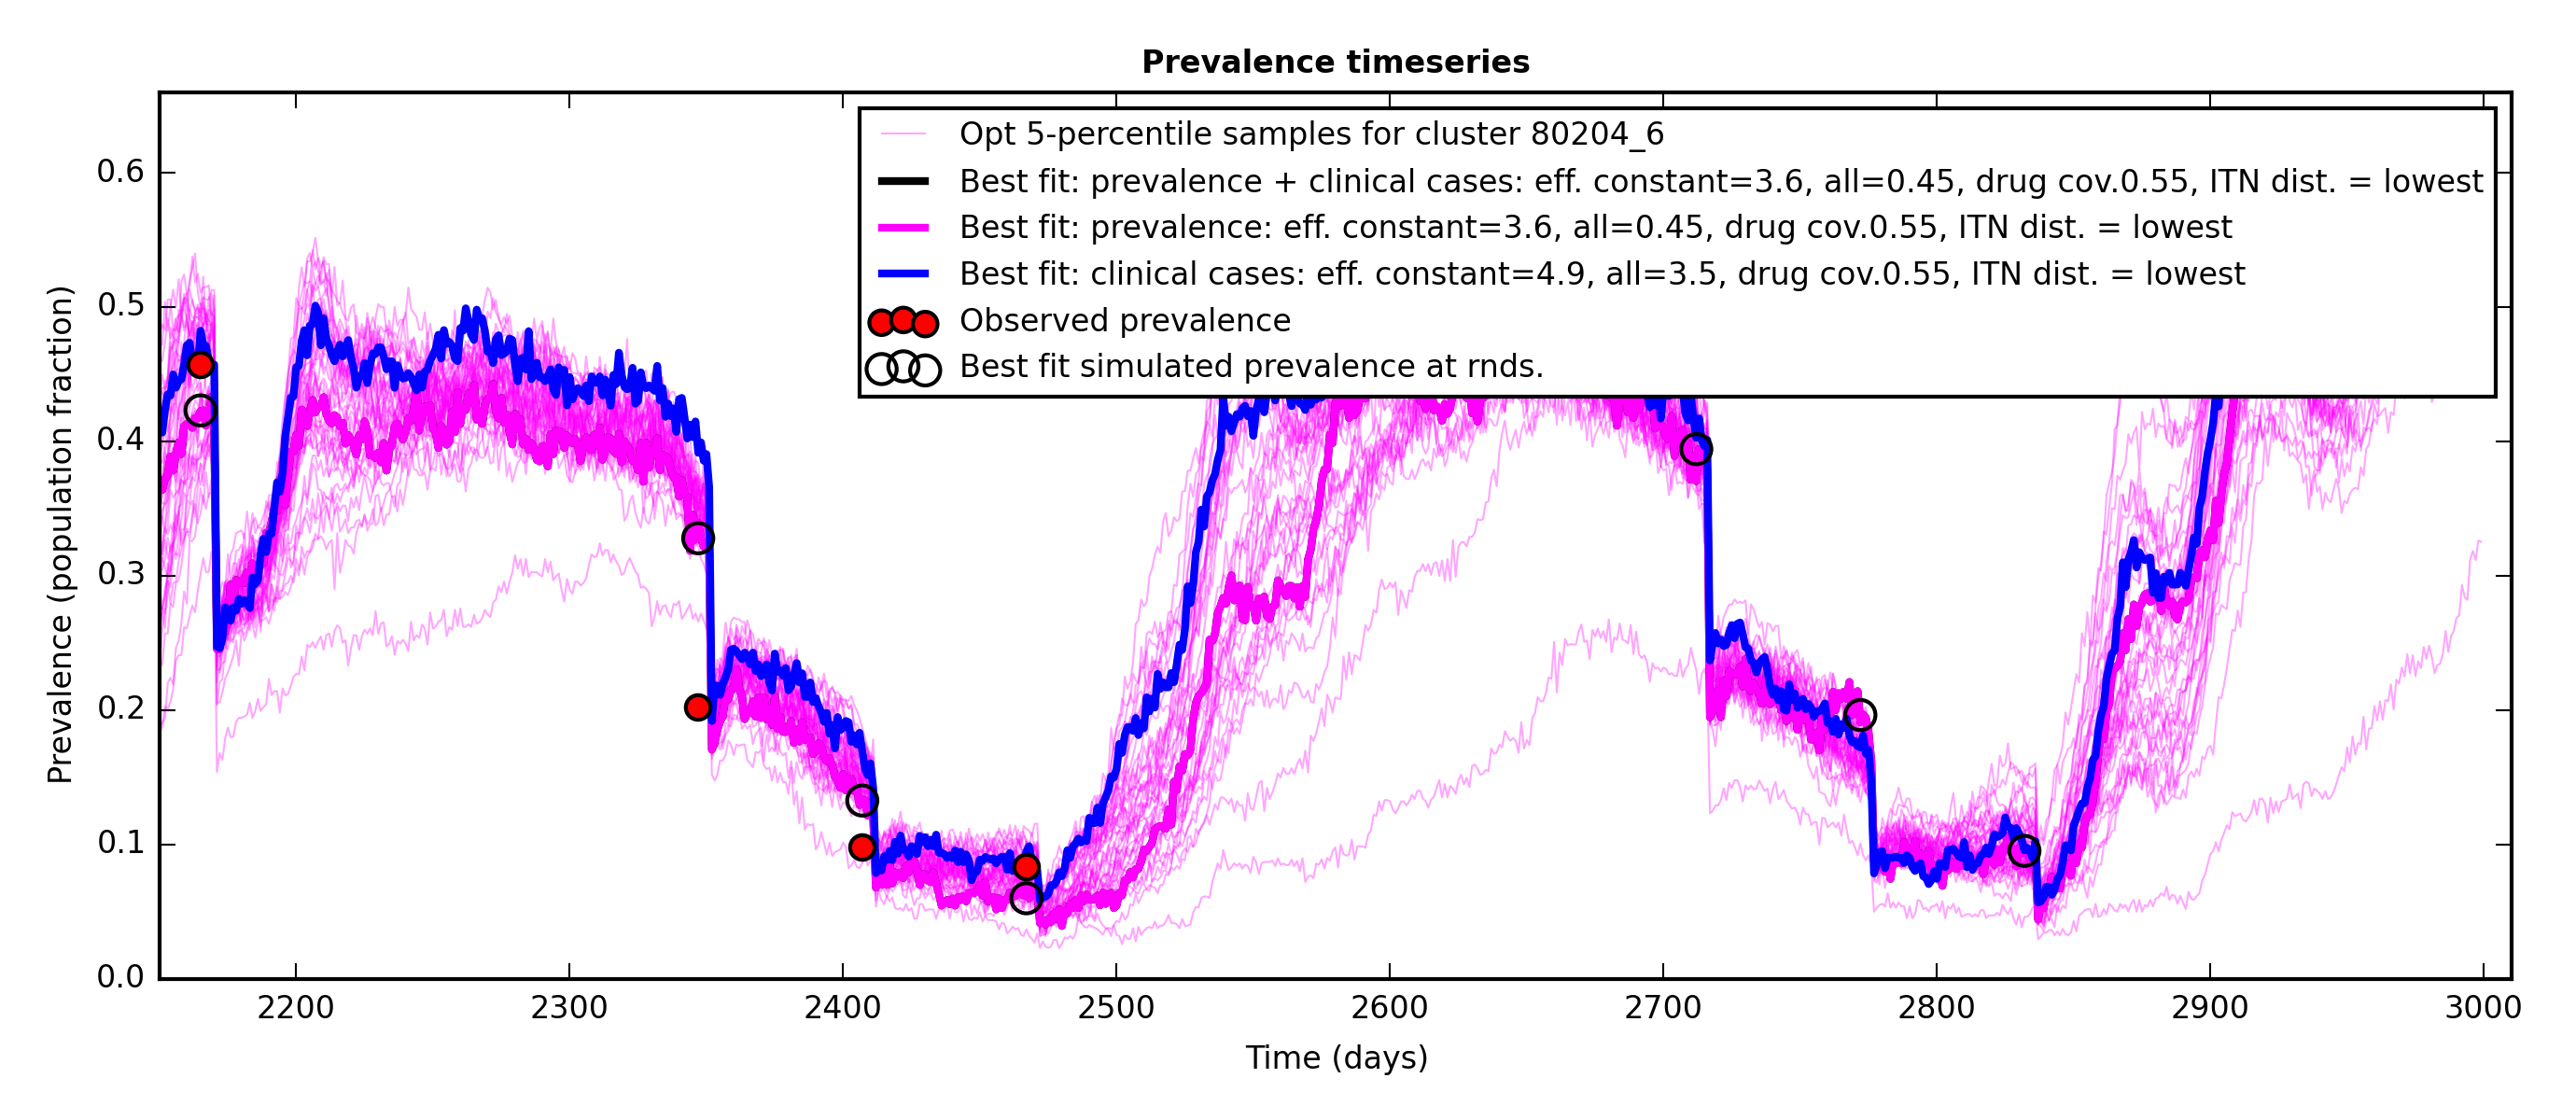 Prevalence timeseries
Opt 5-percentile samples for cluster 80204_6
Best fit: prevalence + clinical cases: eff. constant=3.6, all=0.45, drug cov.0.55, ITN dist. = lowest
Best fit: prevalence: eff. constant=3.6, all=0.45, drug cov.0.55, ITN dist. = lowest
Best fit: clinical cases: eff. constant=4.9, all=3.5, drug cov.0.55, ITN dist. = lowest
Observed prevalence
Best fit simulated prevalence at rnds.
Prevalence (population fraction)
0.6
0.5
0.4
0.3
0.2
0.1
0.0
2200 2300 2400 2500 2600 2700 2800 2900 3000
Time (days)